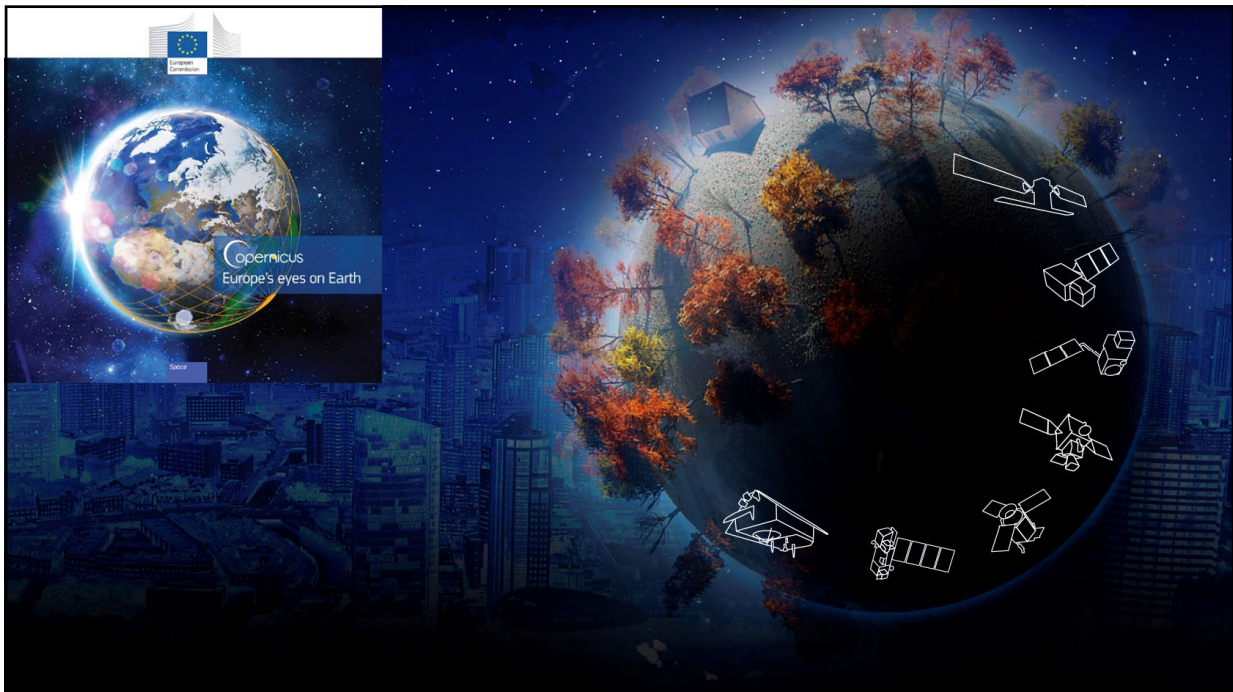 European
Commission
Copernicus
Europe's eyes on Earth
Space